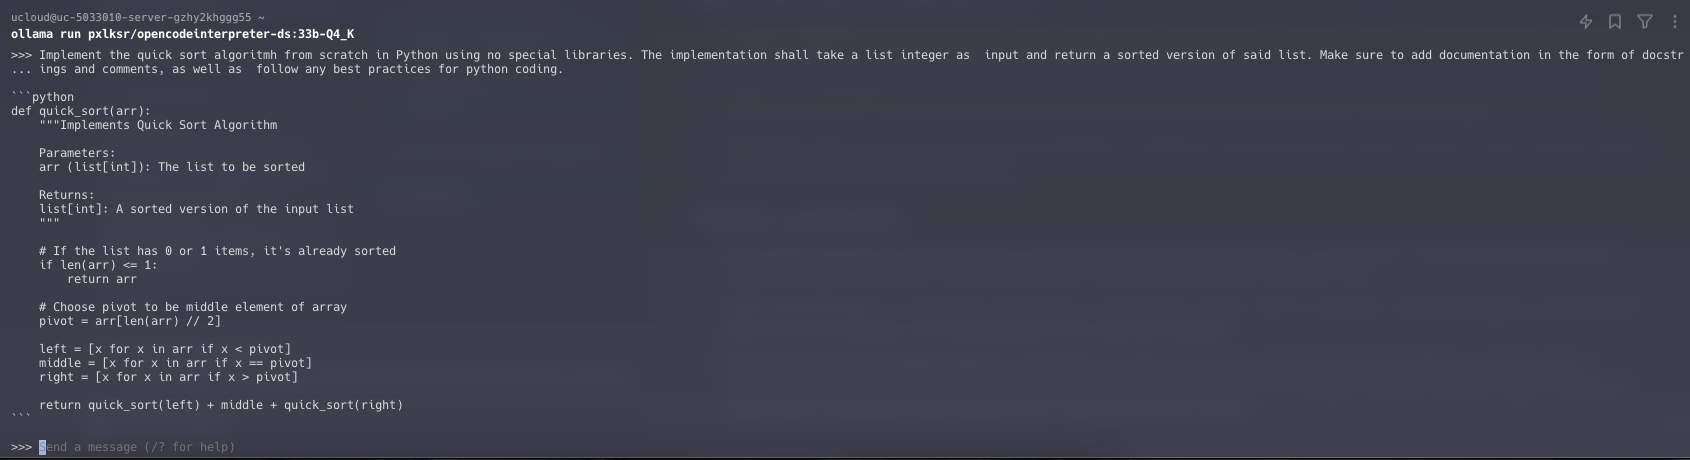 ucloud@uc-5033010-server-gzhy2khggg55 ~
ollama run pxlksr/opencodeinterpreter-ds:33b-Q4_K
>>> Implement the quick sort algoritmh from scratch in Python using no special libraries. The implementation shall take a list integer as  input and return a sorted version of said list. Make sure to add documentation in the form of docstr
... ings and comments, as well as  follow any best practices for python coding.
```python
def quick_sort(arr):
    """Implements Quick Sort Algorithm
    Parameters:
    arr (list[int]): The list to be sorted
    Returns:
    list[int]: A sorted version of the input list
    """
    # If the list has 0 or 1 items, it's already sorted
    if len(arr) <= 1:
        return arr
    # Choose pivot to be middle element of array
    pivot = arr[len(arr) // 2]
    left = [x for x in arr if x < pivot]
    middle = [x for x in arr if x == pivot]
    right = [x for x in arr if x > pivot]
    return quick_sort(left) + middle + quick_sort(right)
```
>>> Send a message (/? for help)